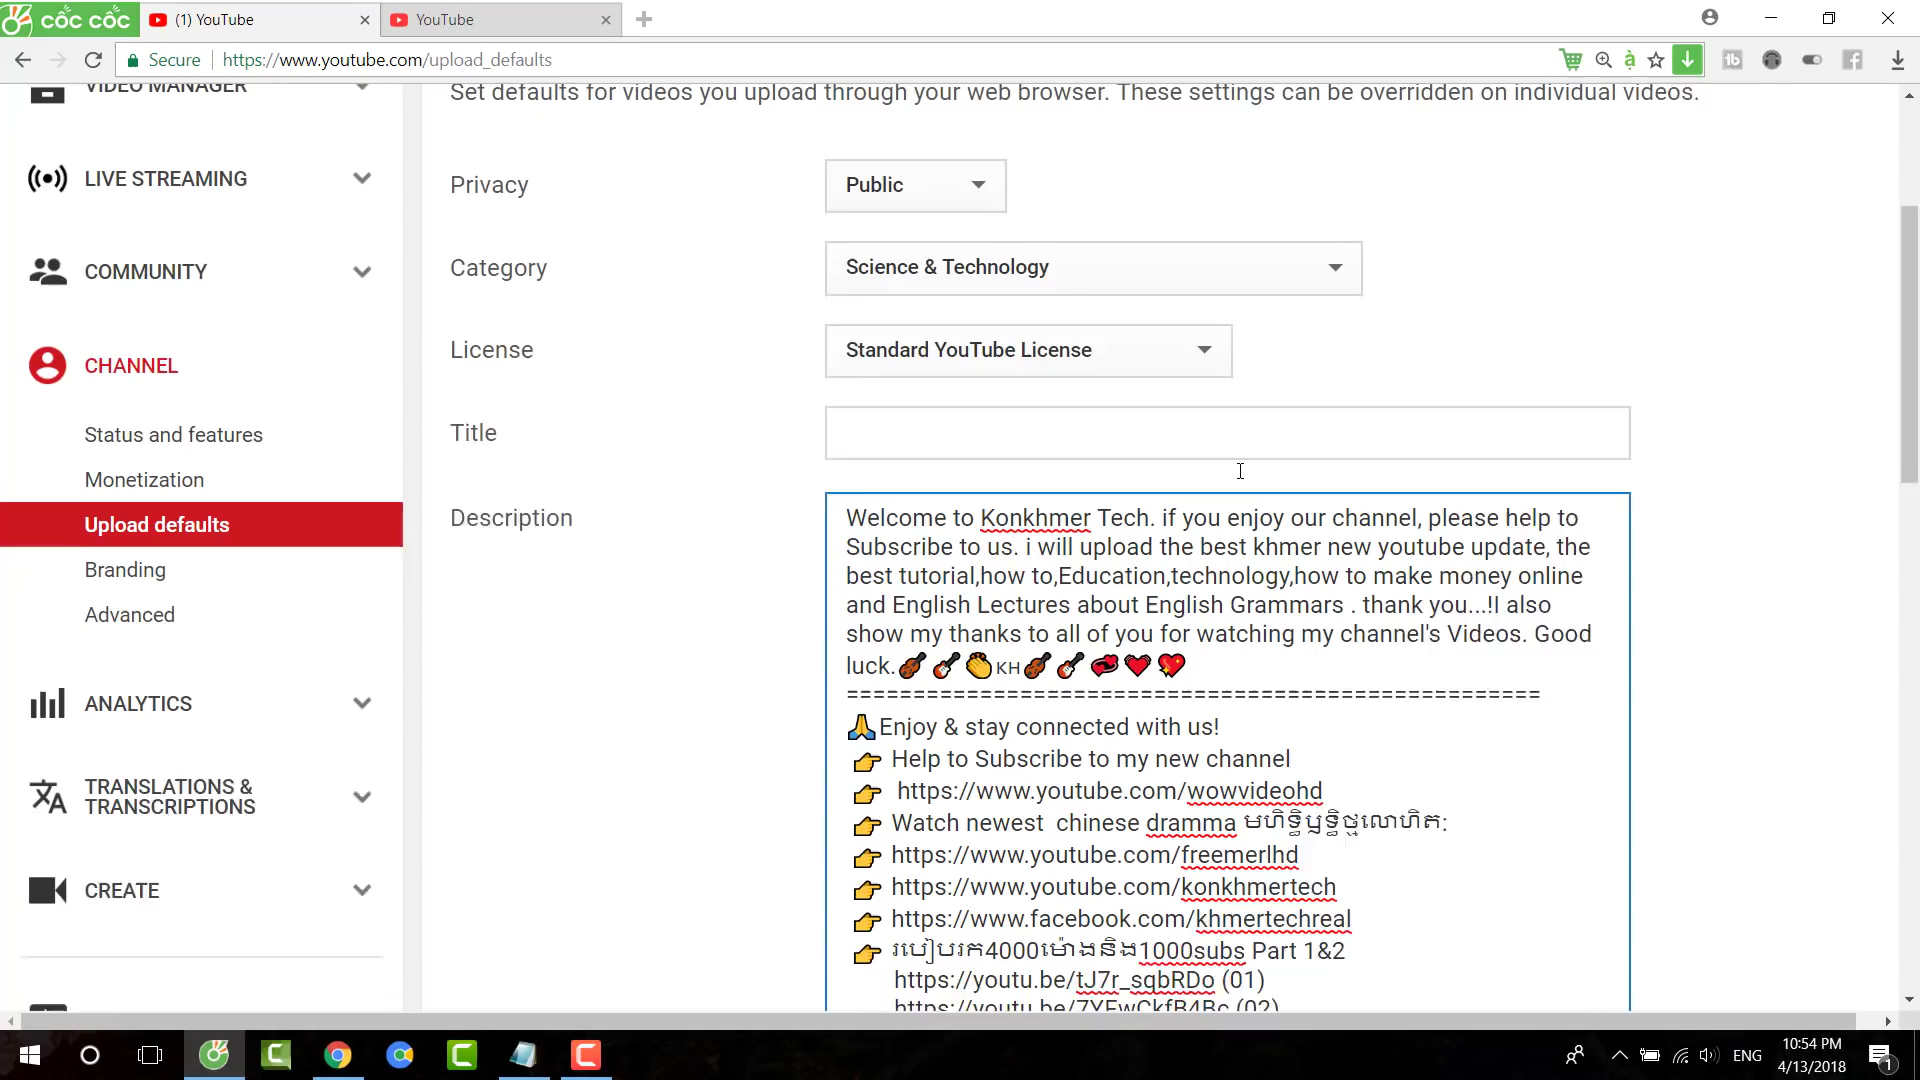 cốc cốc
(1) YouTube
YouTube
Secure
https://www.youtube.com/upload_defaults
VIDEO MANAGER
Set defaults for videos you upload through your web browser. These settings can be overridden on individual videos.
LIVE STREAMING
Privacy
Public
COMMUNITY
Category
Science & Technology
CHANNEL
License
Standard YouTube License
Status and features
Title
Monetization
Upload defaults
Branding
Advanced
Description
Welcome to Konkhmer Tech. if you enjoy our channel, please help to
Subscribe to us. i will upload the best khmer new youtube update, the
best tutorial,how to,Education,technology,how to make money online
and English Lectures about English Grammars . thank you...!I also
show my thanks to all of you for watching my channel's Videos. Good
luck.🎻🎸👏🇰🇭🎻🎸💞💓💖
====================================================
🙏Enjoy & stay connected with us!
👉 Help to Subscribe to my new channel
👉 https://www.youtube.com/wowvideohd
👉 Watch newest chinese dramma មហិទ្ធិឫទ្ធិថ្មលោហិត:
👉 https://www.youtube.com/freemerlhd
👉 https://www.youtube.com/konkhmertech
👉 https://www.facebook.com/khmertechreal
👉 របៀបរក4000ម៉ោងនិង1000subs Part 1&2
https://youtu.be/tJ7r_sqbRDo (01)
https://youtu.be/7YFwCkfB4Bc (02)
ANALYTICS
TRANSLATIONS &
TRANSCRIPTIONS
CREATE
ENG
10:54 PM
4/13/2018
1